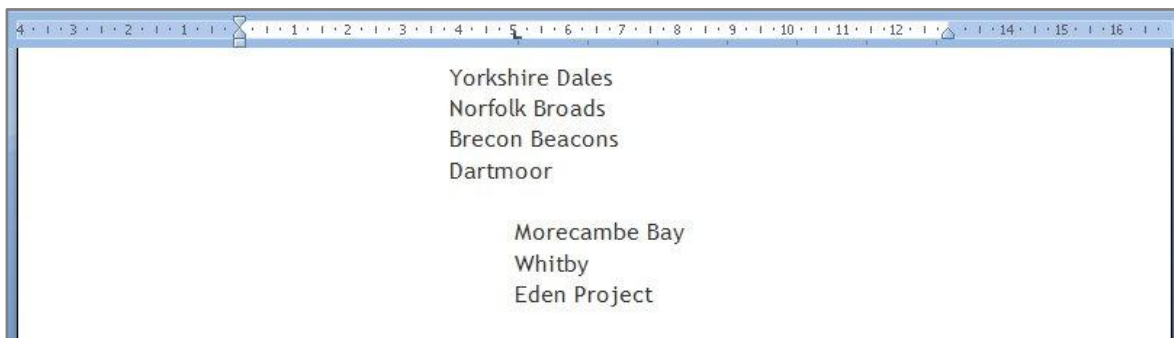 4 3 2 1 1 2 3 4 5 6 7 8 9 10 11 12 14 15 16
Yorkshire Dales
Norfolk Broads
Brecon Beacons
Dartmoor
Morecambe Bay
Whitby
Eden Project